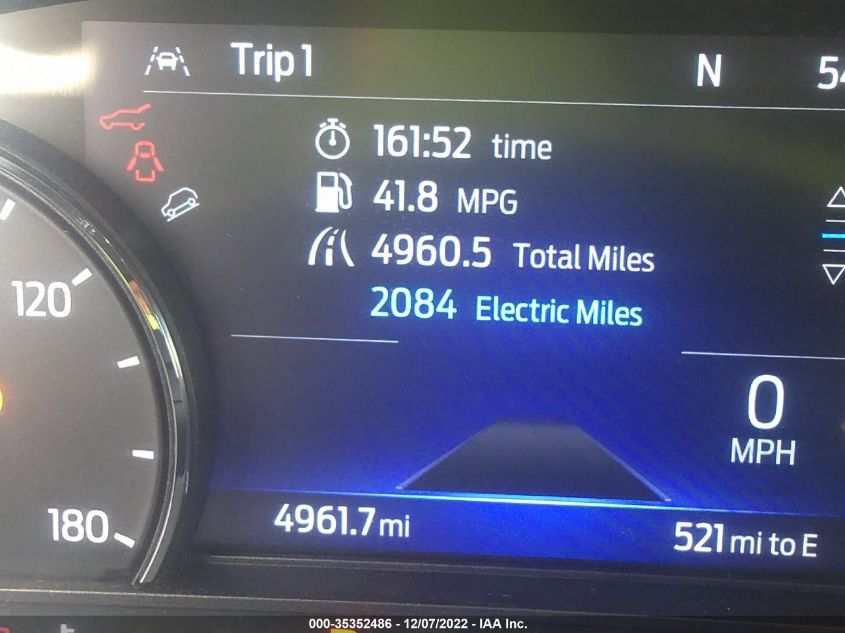 Trip 1 N 54
161:52 time
41.8 MPG
4960.5 Total Miles
2084 Electric Miles
120
0
MPH
180
4961.7 mi 521 mi to E
000-35352486 - 12/07/2022 - IAA Inc.